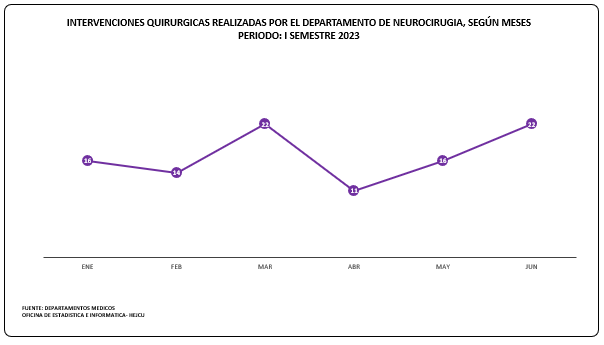 INTERVENCIONES QUIRURGICAS REALIZADAS POR EL DEPARTAMENTO DE NEUROCIRUGIA, SEGÚN MESES
PERIODO: I SEMESTRE 2023
16
14
22
11
16
22
ENE
FEB
MAR
ABR
MAY
JUN
FUENTE: DEPARTAMENTOS MEDICOS
OFICINA DE ESTADISTICA E INFORMATICA- HEJCU